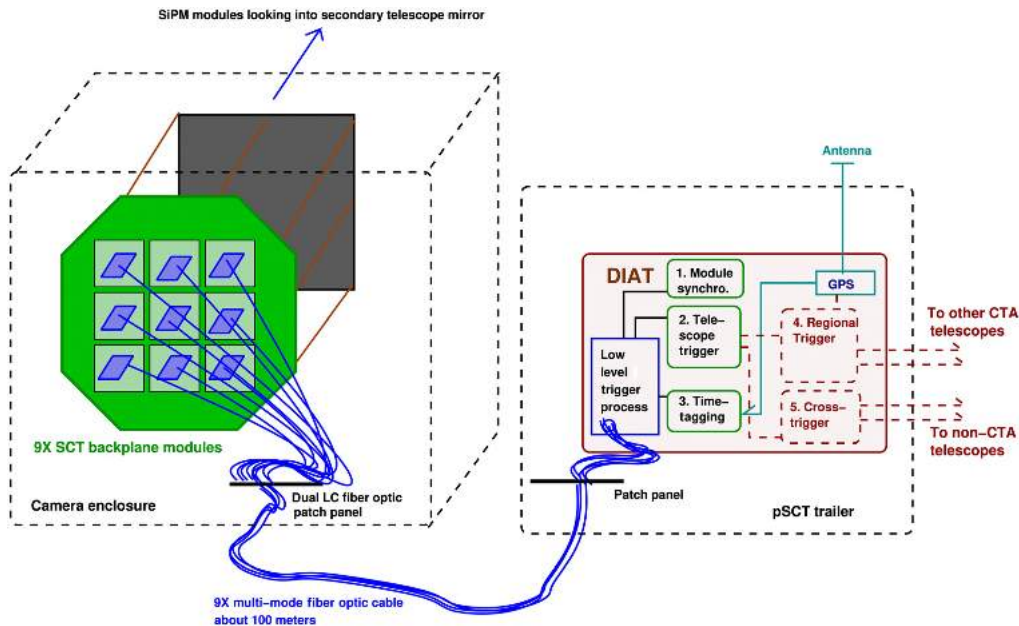 SiPM modules looking into secondary telescope mirror
Antenna
DIAT
1. Module
synchro.
GPS
2. Tele–
scope
trigger
4. Regional
Trigger
To other CTA
telescopes
Low
level
trigger
process
3. Time–
tagging
5. Cross–
trigger
To non–CTA
telescopes
9X SCT backplane modules
Camera enclosure
Dual LC fiber optic
patch panel
Patch panel
pSCT trailer
9X multi–mode fiber optic cable
about 100 meters